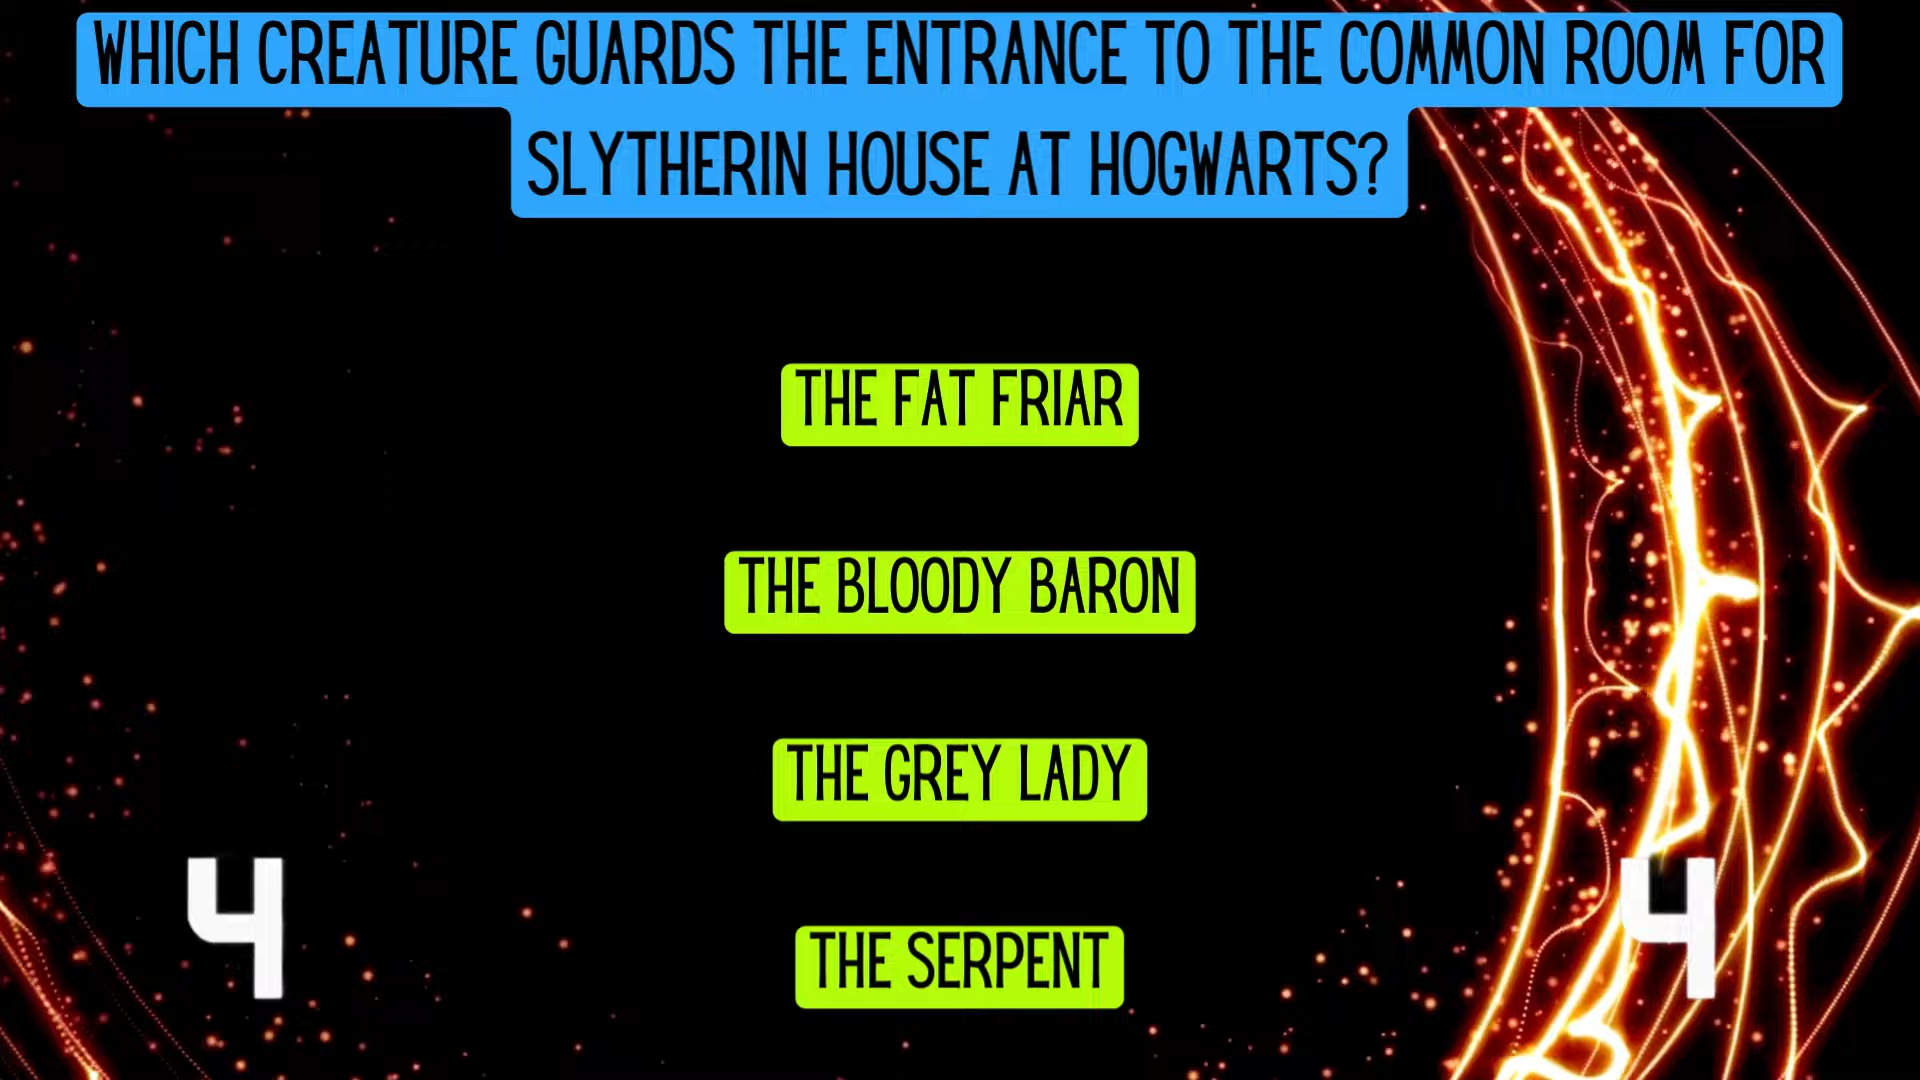 WHICH CREATURE GUARDS THE ENTRANCE TO THE COMMON ROOM FOR
SLYTHERIN HOUSE AT HOGWARTS?
THE FAT FRIAR
THE BLOODY BARON
THE GREY LADY
THE SERPENT
4
4